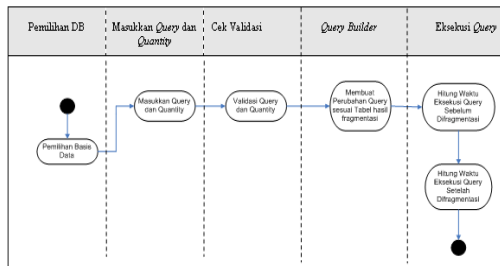 Pemilihan DB
Masukkan Query dan
Quantity
Cek Validasi
Query Builder
Eksekusi Query
Pemilihan Basis
Data
Masukkan Query
dan Quantity
Validasi Query
dan Quantity
Membuat
Perubahan Query
sesuai Tabel hasil
fragmentasi
Hitung Waktu
Eksekusi Query
Sebelum
Difragmentasi
Hitung Waktu
Eksekusi Query
Setelah
Difragmentasi